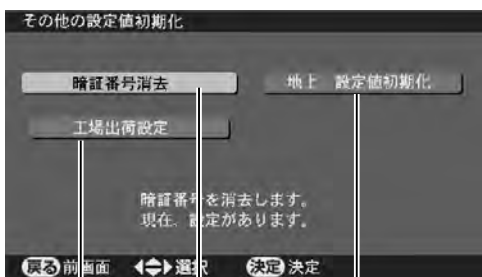 その他の設定値初期化
暗証番号消去
地上 設定値初期化
工場出荷設定
暗証番号を消去します。
現在、設定があります。
戻る 前画面 選択 決定 決定